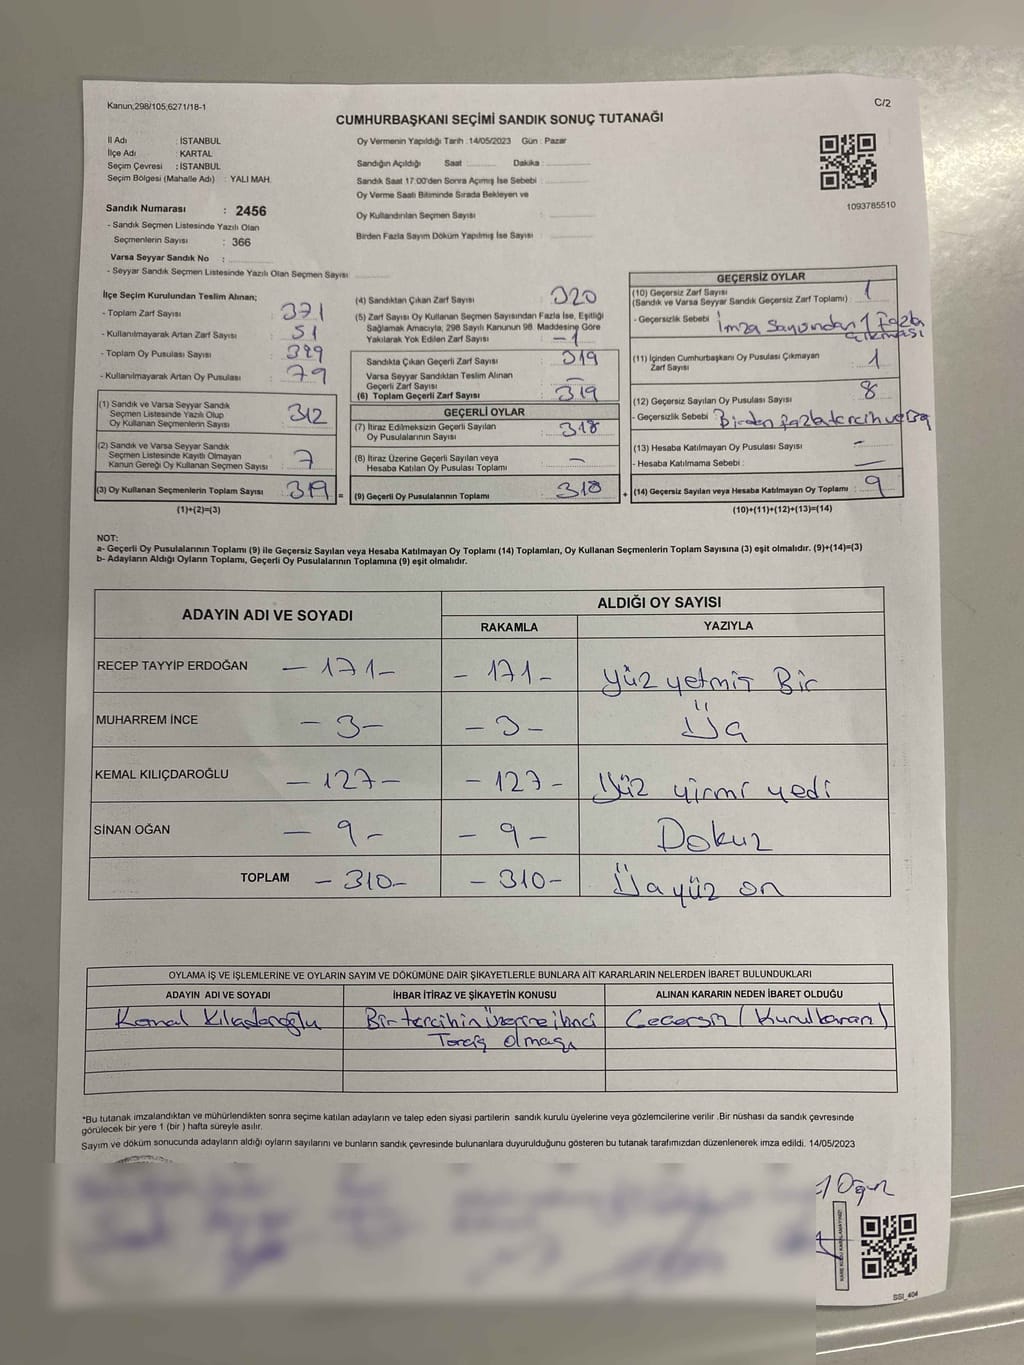 Kanun;298/105,6271/18-1
C/2
CUMHURBAŞKANI SEÇİMİ SANDIK SONUÇ TUTANAĞI
İl Adı : İSTANBUL
İlçe Adı : KARTAL
Seçim Çevresi : İSTANBUL
Seçim Bölgesi (Mahalle Adı) : YALI MAH.
Sandık Numarası : 2456
- Sandık Seçmen Listesinde Yazılı Olan
Seçmenlerin Sayısı : 366
Varsa Seyyar Sandık No :
- Seyyar Sandık Seçmen Listesinde Yazılı Olan Seçmen Sayısı
Oy Vermenin Yapıldığı Tarih :14/05/2023 Gün : Pazar
Sandığın Açıldığı Saat : Dakika :
Sandık Saat 17:00'den Sonra Açımış İse Sebebi :
Oy Verme Saati Bitiminde Sırada Bekleyen ve
Oy Kullandırılan Seçmen Sayısı :
Birden Fazla Sayım Döküm Yapılmış İse Sayısı :
1093785510
İlçe Seçim Kurulundan Teslim Alınan;
- Toplam Zarf Sayısı : 371
- Kullanılmayarak Artan Zarf Sayısı : 51
- Toplam Oy Pusulası Sayısı : 399
- Kullanılmayarak Artan Oy Pusulası : 79
(1) Sandık ve Varsa Seyyar Sandık
Seçmen Listesinde Yazılı Olup
Oy Kullanan Seçmenlerin Sayısı : 312
(2) Sandık ve Varsa Seyyar Sandık
Seçmen Listesinde Kayıtlı Olmayan
Kanun Gereği Oy Kullanan Seçmen Sayısı : 7
(3) Oy Kullanan Seçmenlerin Toplam Sayısı : 319 =
(1)+(2)=(3)
(4) Sandıktan Çıkan Zarf Sayısı : 320
(5) Zarf Sayısı Oy Kullanan Seçmen Sayısından Fazla İse, Eşitliği
Sağlamak Amacıyla; 298 Sayılı Kanunun 98. Maddesine Göre
Yakılarak Yok Edilen Zarf Sayısı : -1
Sandıkta Çıkan Geçerli Zarf Sayısı : 319
Varsa Seyyar Sandıktan Teslim Alınan
Geçerli Zarf Sayısı : -
(6) Toplam Geçerli Zarf Sayısı : 319
GEÇERLİ OYLAR
(7) İtiraz Edilmeksizin Geçerli Sayılan
Oy Pusulalarının Sayısı : 318
(8) İtiraz Üzerine Geçerli Sayılan veya
Hesaba Katılan Oy Pusulası Toplamı : -
(9) Geçerli Oy Pusulalarının Toplamı : 310 +
GEÇERSİZ OYLAR
(10) Geçersiz Zarf Sayısı
(Sandık ve Varsa Seyyar Sandık Geçersiz Zarf Toplamı) : 1
- Geçersizlik Sebebi : İmza Sayısından 1 Fazla
çıkması
(11) İçinden Cumhurbaşkanı Oy Pusulası Çıkmayan
Zarf Sayısı : 1
(12) Geçersiz Sayılan Oy Pusulası Sayısı : 8
- Geçersizlik Sebebi : Birden fazla tercih
(13) Hesaba Katılmayan Oy Pusulası Sayısı : -
- Hesaba Katılmama Sebebi : -
(14) Geçersiz Sayılan veya Hesaba Katılmayan Oy Toplamı : 9
(10)+(11)+(12)+(13)=(14)
NOT:
a- Geçerli Oy Pusulalarının Toplamı (9) ile Geçersiz Sayılan veya Hesaba Katılmayan Oy Toplamı (14) Toplamları, Oy Kullanan Seçmenlerin Toplam Sayısına (3) eşit olmalıdır. (9)+(14)=(3)
b- Adayların Aldığı Oyların Toplamı, Geçerli Oy Pusulalarının Toplamına (9) eşit olmalıdır.
ADAYIN ADI VE SOYADI
ALDIĞI OY SAYISI
RAKAMLA YAZIYLA
RECEP TAYYİP ERDOĞAN - 171 - - 171 - Yüz yetmiş Bir
MUHARREM İNCE - 3 - - 3 - Üç
KEMAL KILIÇDAROĞLU - 127 - - 127 - Yüz yirmi yedi
SİNAN OĞAN - 9 - - 9 - Dokuz
TOPLAM - 310 - - 310 - Üçyüz on
OYLAMA İŞ VE İŞLEMLERİNE VE OYLARIN SAYIM VE DÖKÜMÜNE DAİR ŞİKAYETLERLE BUNLARA AİT KARARLARIN NELERDEN İBARET BULUNDUKLARI
ADAYIN ADI VE SOYADI İHBAR İTİRAZ VE ŞİKAYETİN KONUSU ALINAN KARARIN NEDEN İBARET OLDUĞU
Kemal Kılıçdaroğlu Bir tercihin üzerine ikinci Geçersiz (Kurul kararı)
Tercih olması
*Bu tutanak imzalandıktan ve mühürlendikten sonra seçime katılan adayların ve talep eden siyasi partilerin sandık kurulu üyelerine veya gözlemcilerine verilir .Bir nüshası da sandık çevresinde
görülecek bir yere 1 (bir ) hafta süreyle asılır.
Sayım ve döküm sonucunda adayların aldığı oyların sayılarını ve bunların sandık çevresinde bulunanlara duyurulduğunu gösteren bu tutanak tarafımızdan düzenlenerek imza edildi. 14/05/2023
KARE KODU KARALAMAYINIZ!
SSI_404